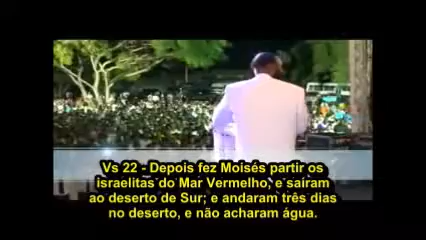 Vs 22 - Depois fez Moisés partir os
israelitas do Mar Vermelho, e saíram
ao deserto de Sur; e andaram três dias
no deserto, e não acharam água.